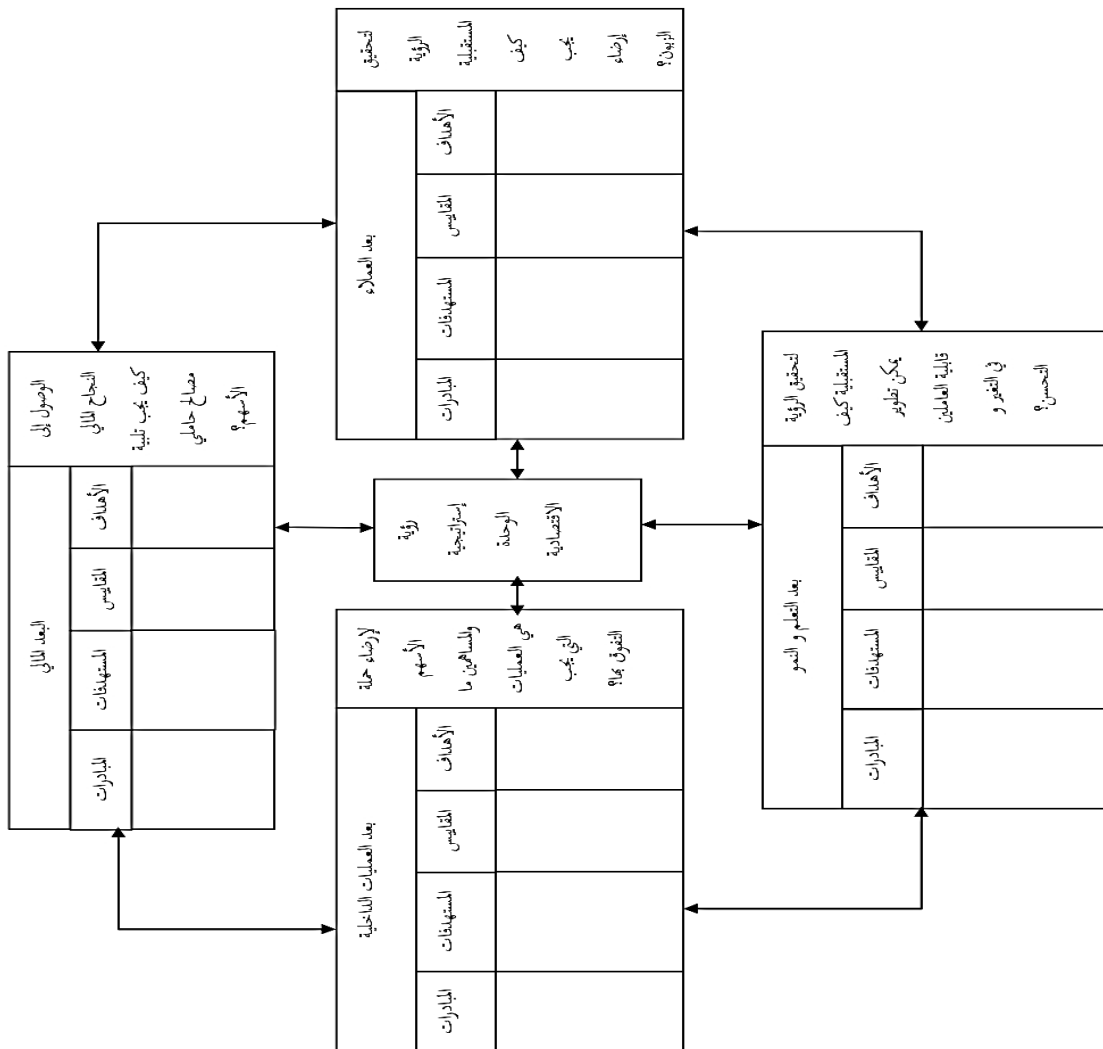 الوصول إلى
النجاح المالي
كيف يجب تلبية
مصالح حاملي
الأسهم؟
البعد المالي
الأهداف المقاييس المستهدفات المبادرات
لتحقيق
الرؤية
المستقبلية
كيف
يجب
إرضاء
الزبون؟
بعد العملاء
الأهداف المقاييس المستهدفات المبادرات
رؤية
إستراتيجية
الوحدة
الاقتصادية
لإرضاء حملة
الأسهم
والمساهمين ما
هي العمليات
التي يجب
التفوق بها؟
بعد العمليات الداخلية
الأهداف المقاييس المستهدفات المبادرات
لتحقيق الرؤية
المستقبلية كيف
يمكن تطوير
قابلية العاملين
في التغير و
التحسن؟
بعد التعلم و النمو
الأهداف المقاييس المستهدفات المبادرات